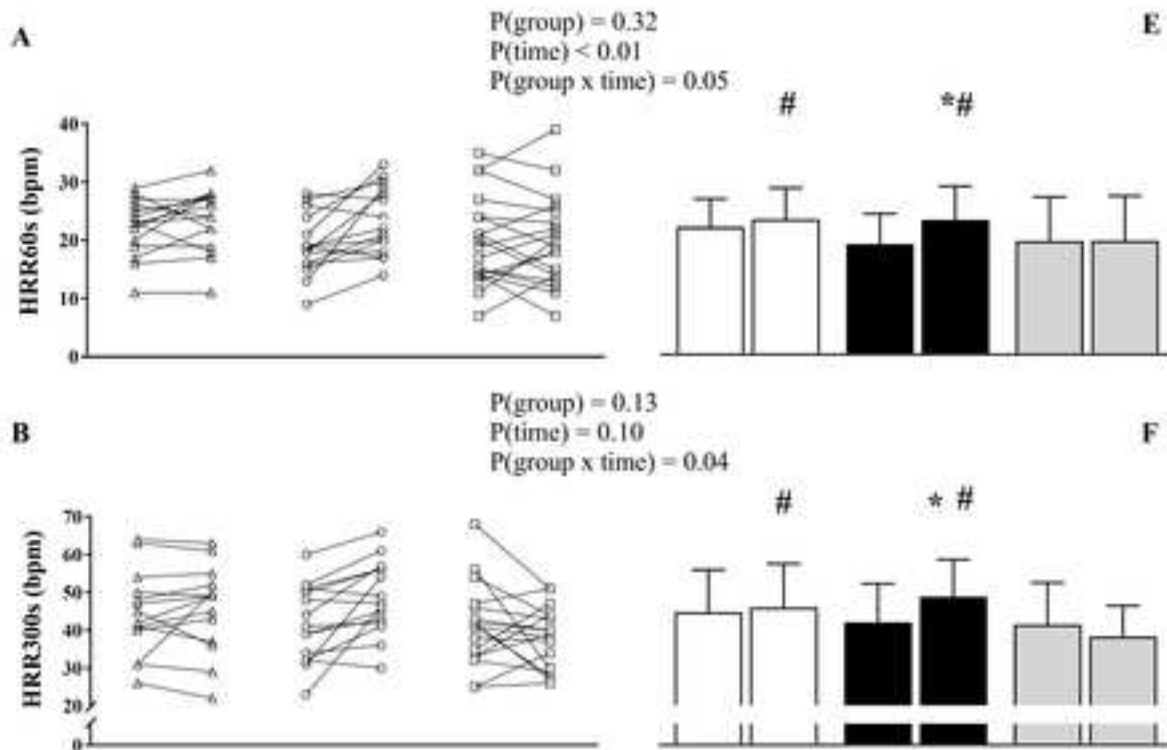 A
P(group) = 0.32
P(time) < 0.01
P(group x time) = 0.05
E
#
*#
HRR60s (bpm)
40
30
20
10
0
B
P(group) = 0.13
P(time) = 0.10
P(group x time) = 0.04
F
#
* #
HRR300s (bpm)
70
60
50
40
30
20
0